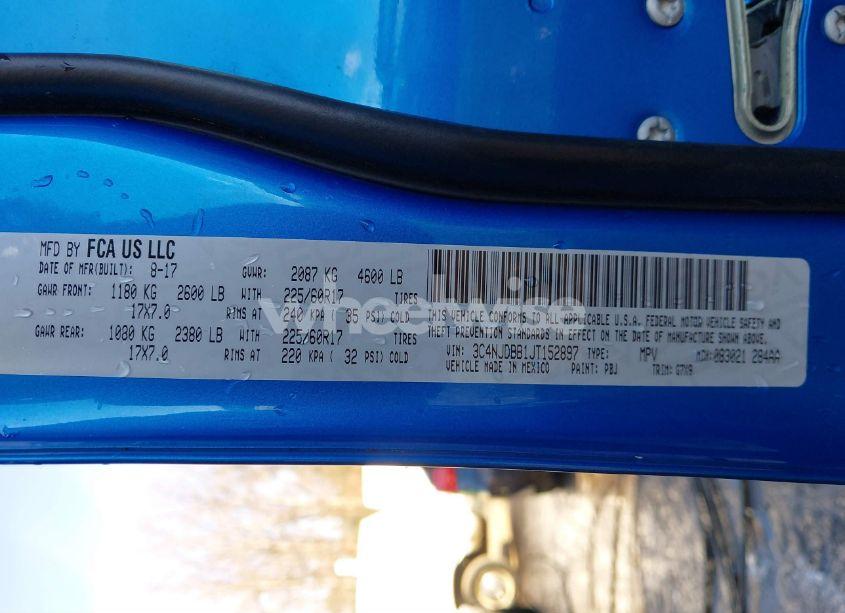 MFD BY FCA US LLC
DATE OF MFR(BUILT): 8-17 GVWR: 2087 KG 4600 LB
GAWR FRONT: 1180 KG 2600 LB WITH 225/60R17 TIRES
17X7.0 RIMS AT 240 KPA ( 35 PSI) COLD
GAWR REAR: 1080 KG 2380 LB WITH 225/60R17 TIRES
17X7.0 RIMS AT 220 KPA ( 32 PSI) COLD
THIS VEHICLE CONFORMS TO ALL APPLICABLE U.S.A. FEDERAL MOTOR VEHICLE SAFETY AND
THEFT PREVENTION STANDARDS IN EFFECT ON THE DATE OF MANUFACTURE SHOWN ABOVE.
VIN: 3C4NJDBB1JT152897 TYPE: MPV MDH: 083021 284AA
VEHICLE MADE IN MEXICO PAINT: PBJ TRIM: